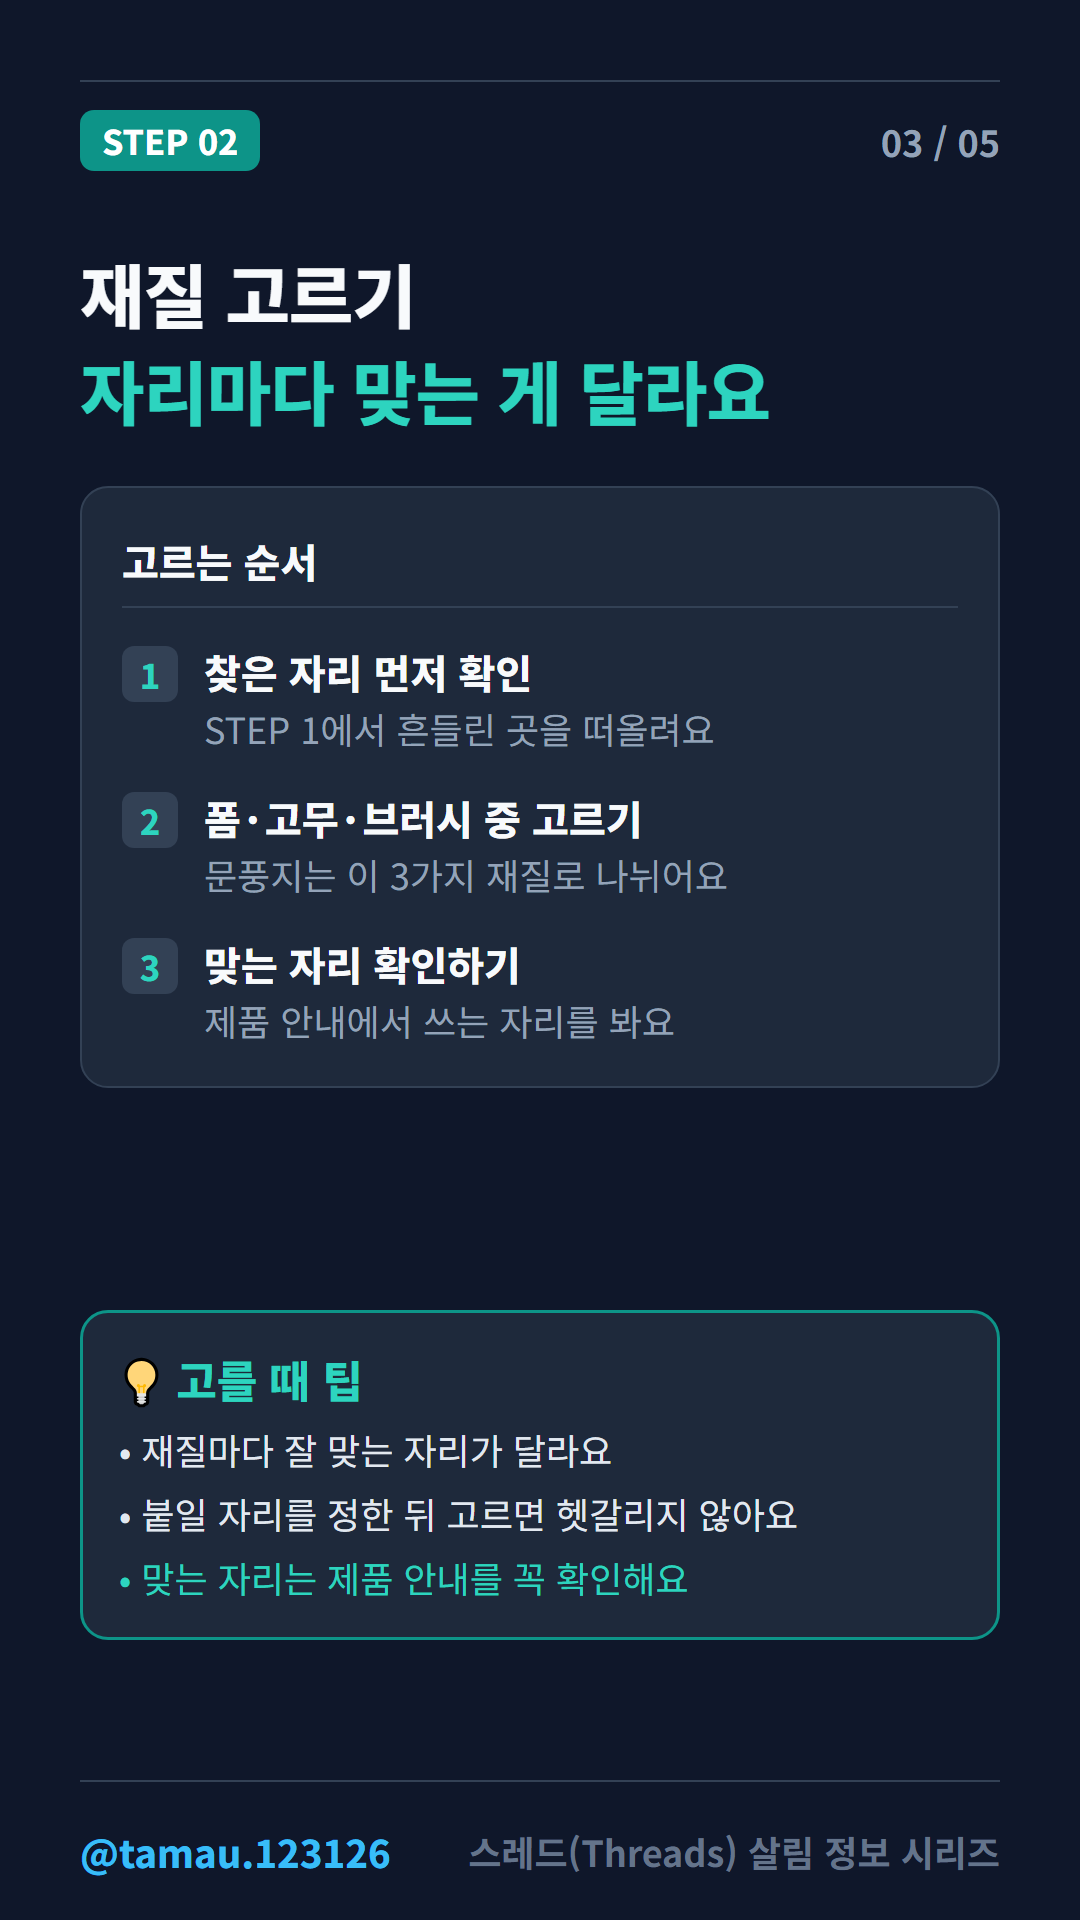 STEP 02
03 / 05
재질 고르기
자리마다 맞는 게 달라요
고르는 순서
1 찾은 자리 먼저 확인
STEP 1에서 흔들린 곳을 떠올려요
2 폼·고무·브러시 중 고르기
문풍지는 이 3가지 재질로 나뉘어요
3 맞는 자리 확인하기
제품 안내에서 쓰는 자리를 봐요
💡 고를 때 팁
• 재질마다 잘 맞는 자리가 달라요
• 붙일 자리를 정한 뒤 고르면 헷갈리지 않아요
• 맞는 자리는 제품 안내를 꼭 확인해요
@tamau.123126
스레드(Threads) 살림 정보 시리즈